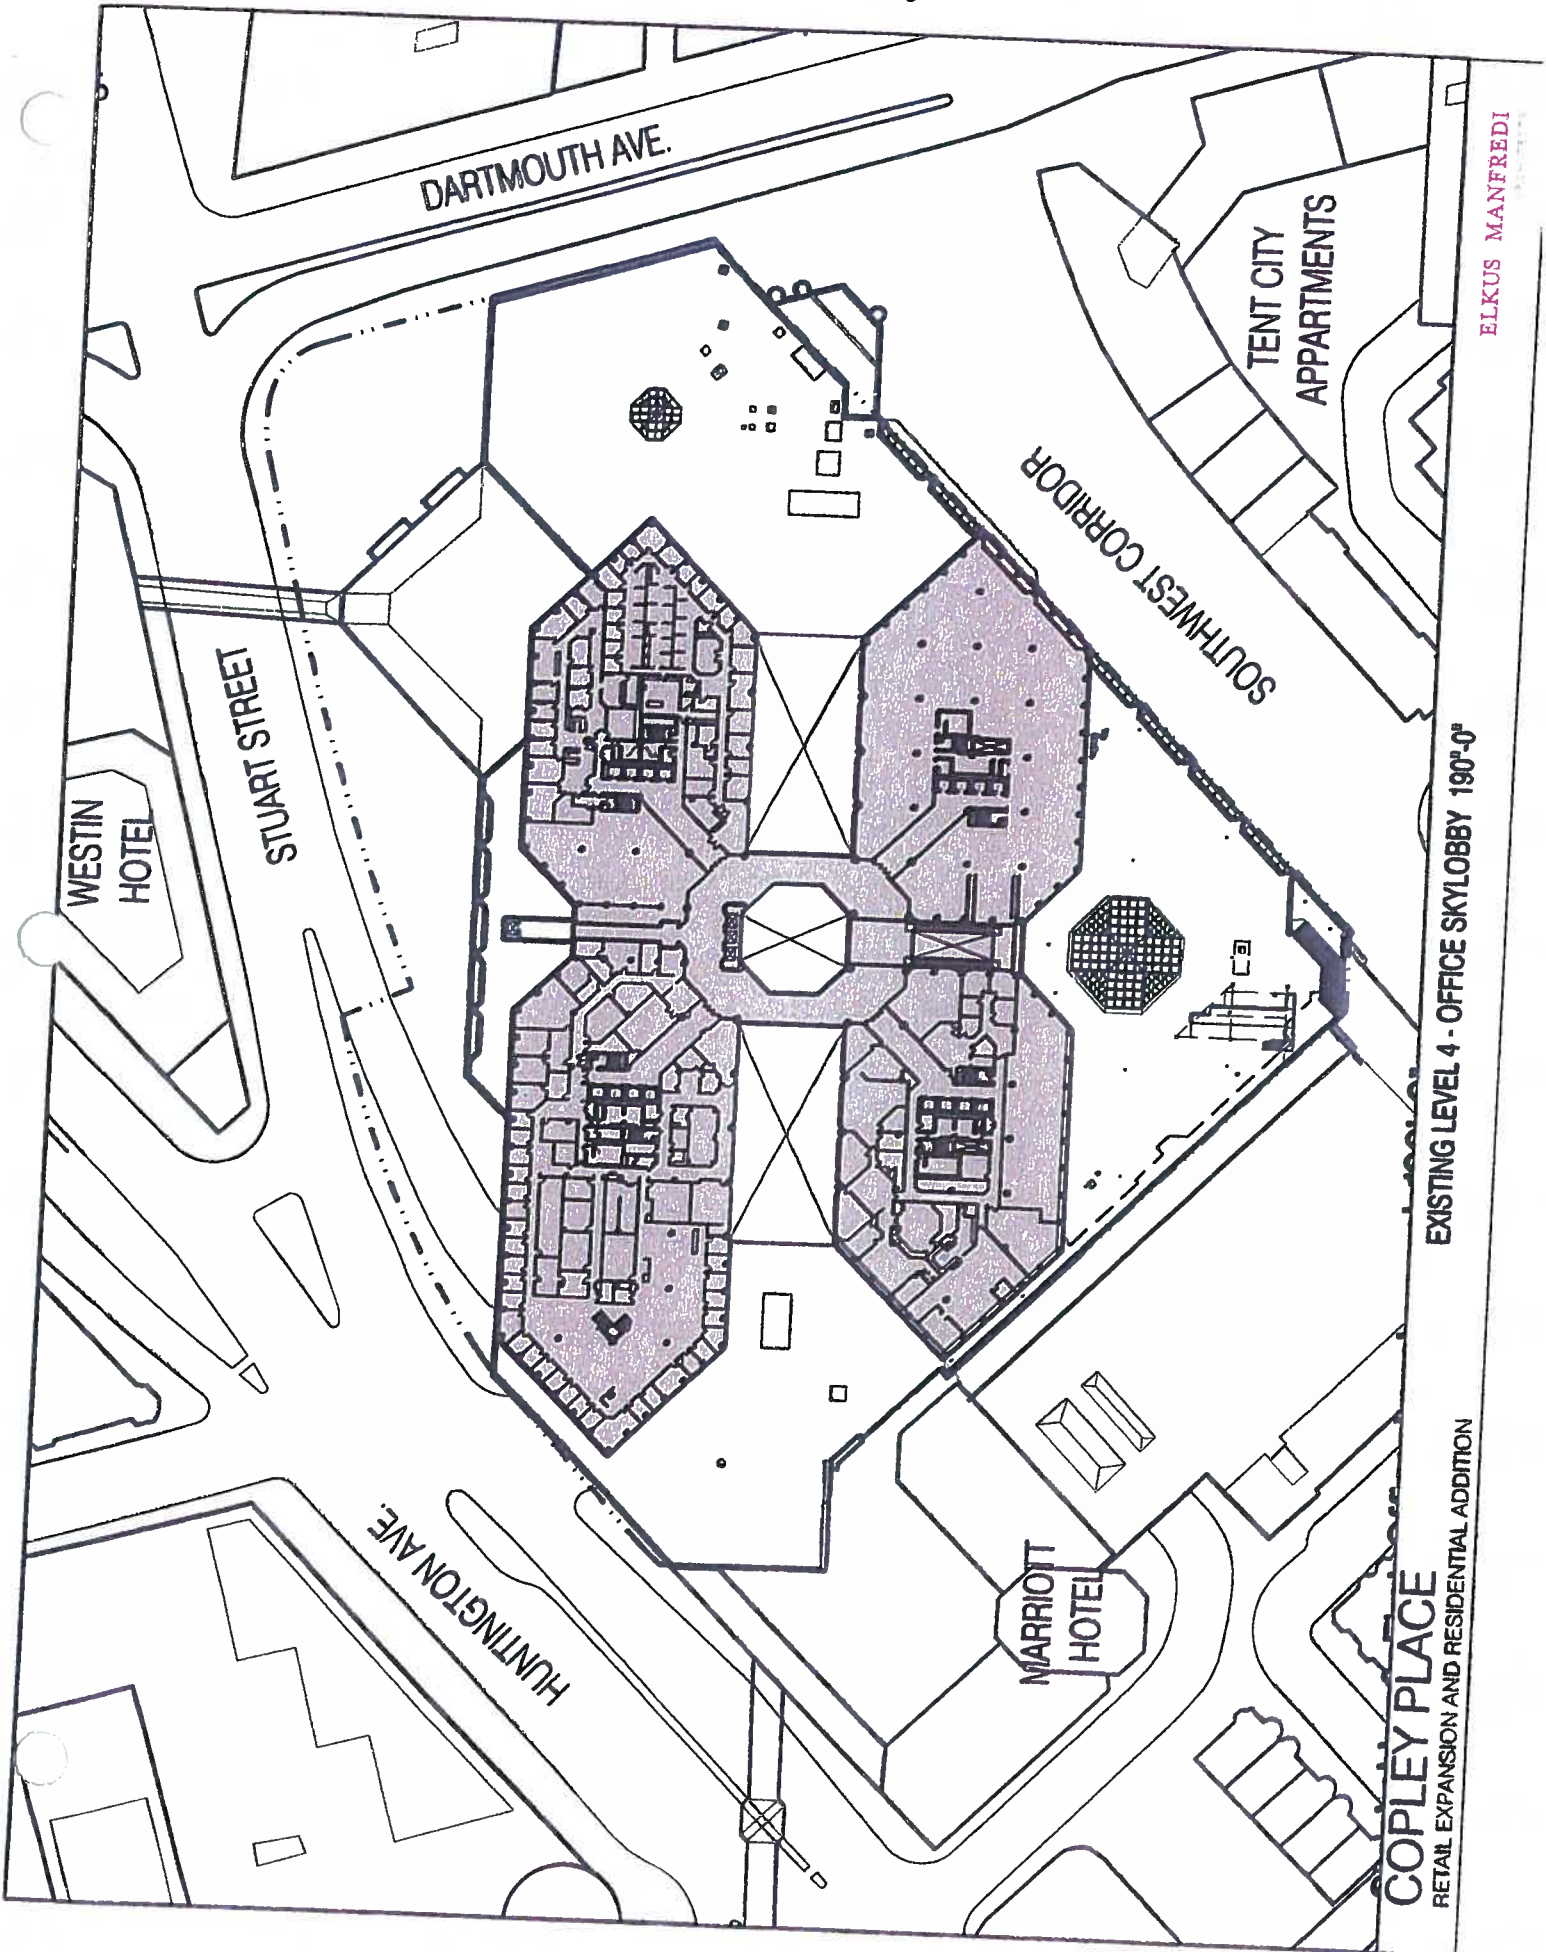 DARTMOUTH AVE.
WESTIN
HOTEL
STUART STREET
TENT CITY
APPARTMENTS
SOUTHWEST CORRIDOR
HUNTINGTON AVE.
MARRIOTT
HOTEL
ELKUS MANFREDI
EXISTING LEVEL 4 - OFFICE SKYLOBBY 190"-0"
COPLEY PLACE
RETAIL EXPANSION AND RESIDENTIAL ADDITION